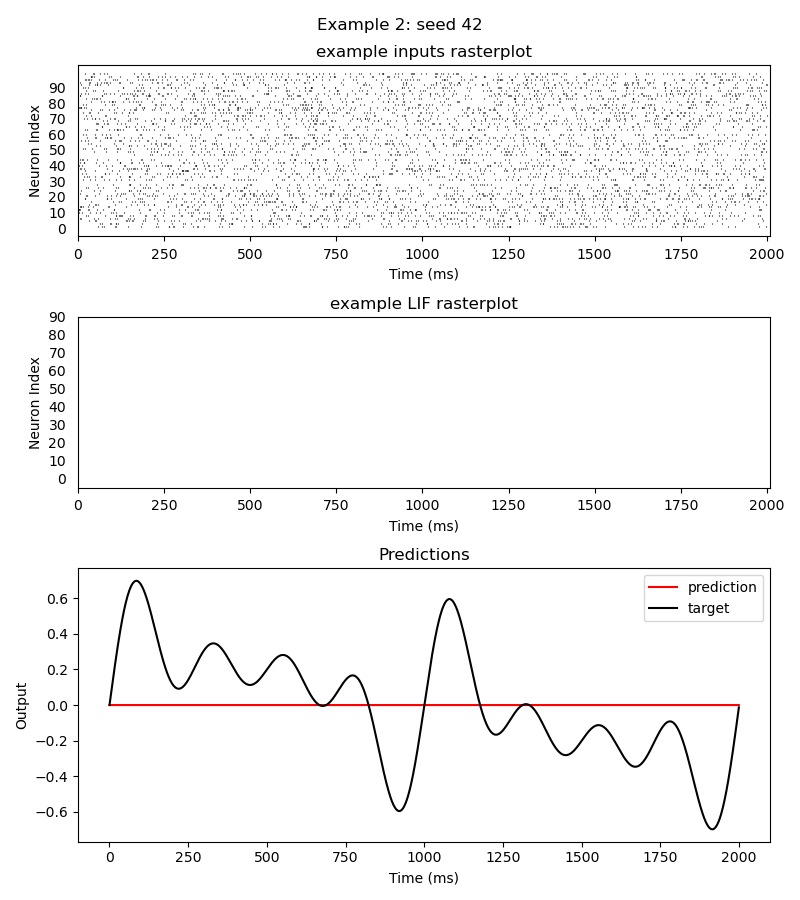 Example 2: seed 42
example inputs rasterplot
Neuron Index
90
80
70
60
50
40
30
20
10
0
0 250 500 750 1000 1250 1500 1750 2000
Time (ms)
example LIF rasterplot
Neuron Index
90
80
70
60
50
40
30
20
10
0
0 250 500 750 1000 1250 1500 1750 2000
Time (ms)
Predictions
Output
0.6
0.4
0.2
0.0
−0.2
−0.4
−0.6
prediction
target
0 250 500 750 1000 1250 1500 1750 2000
Time (ms)